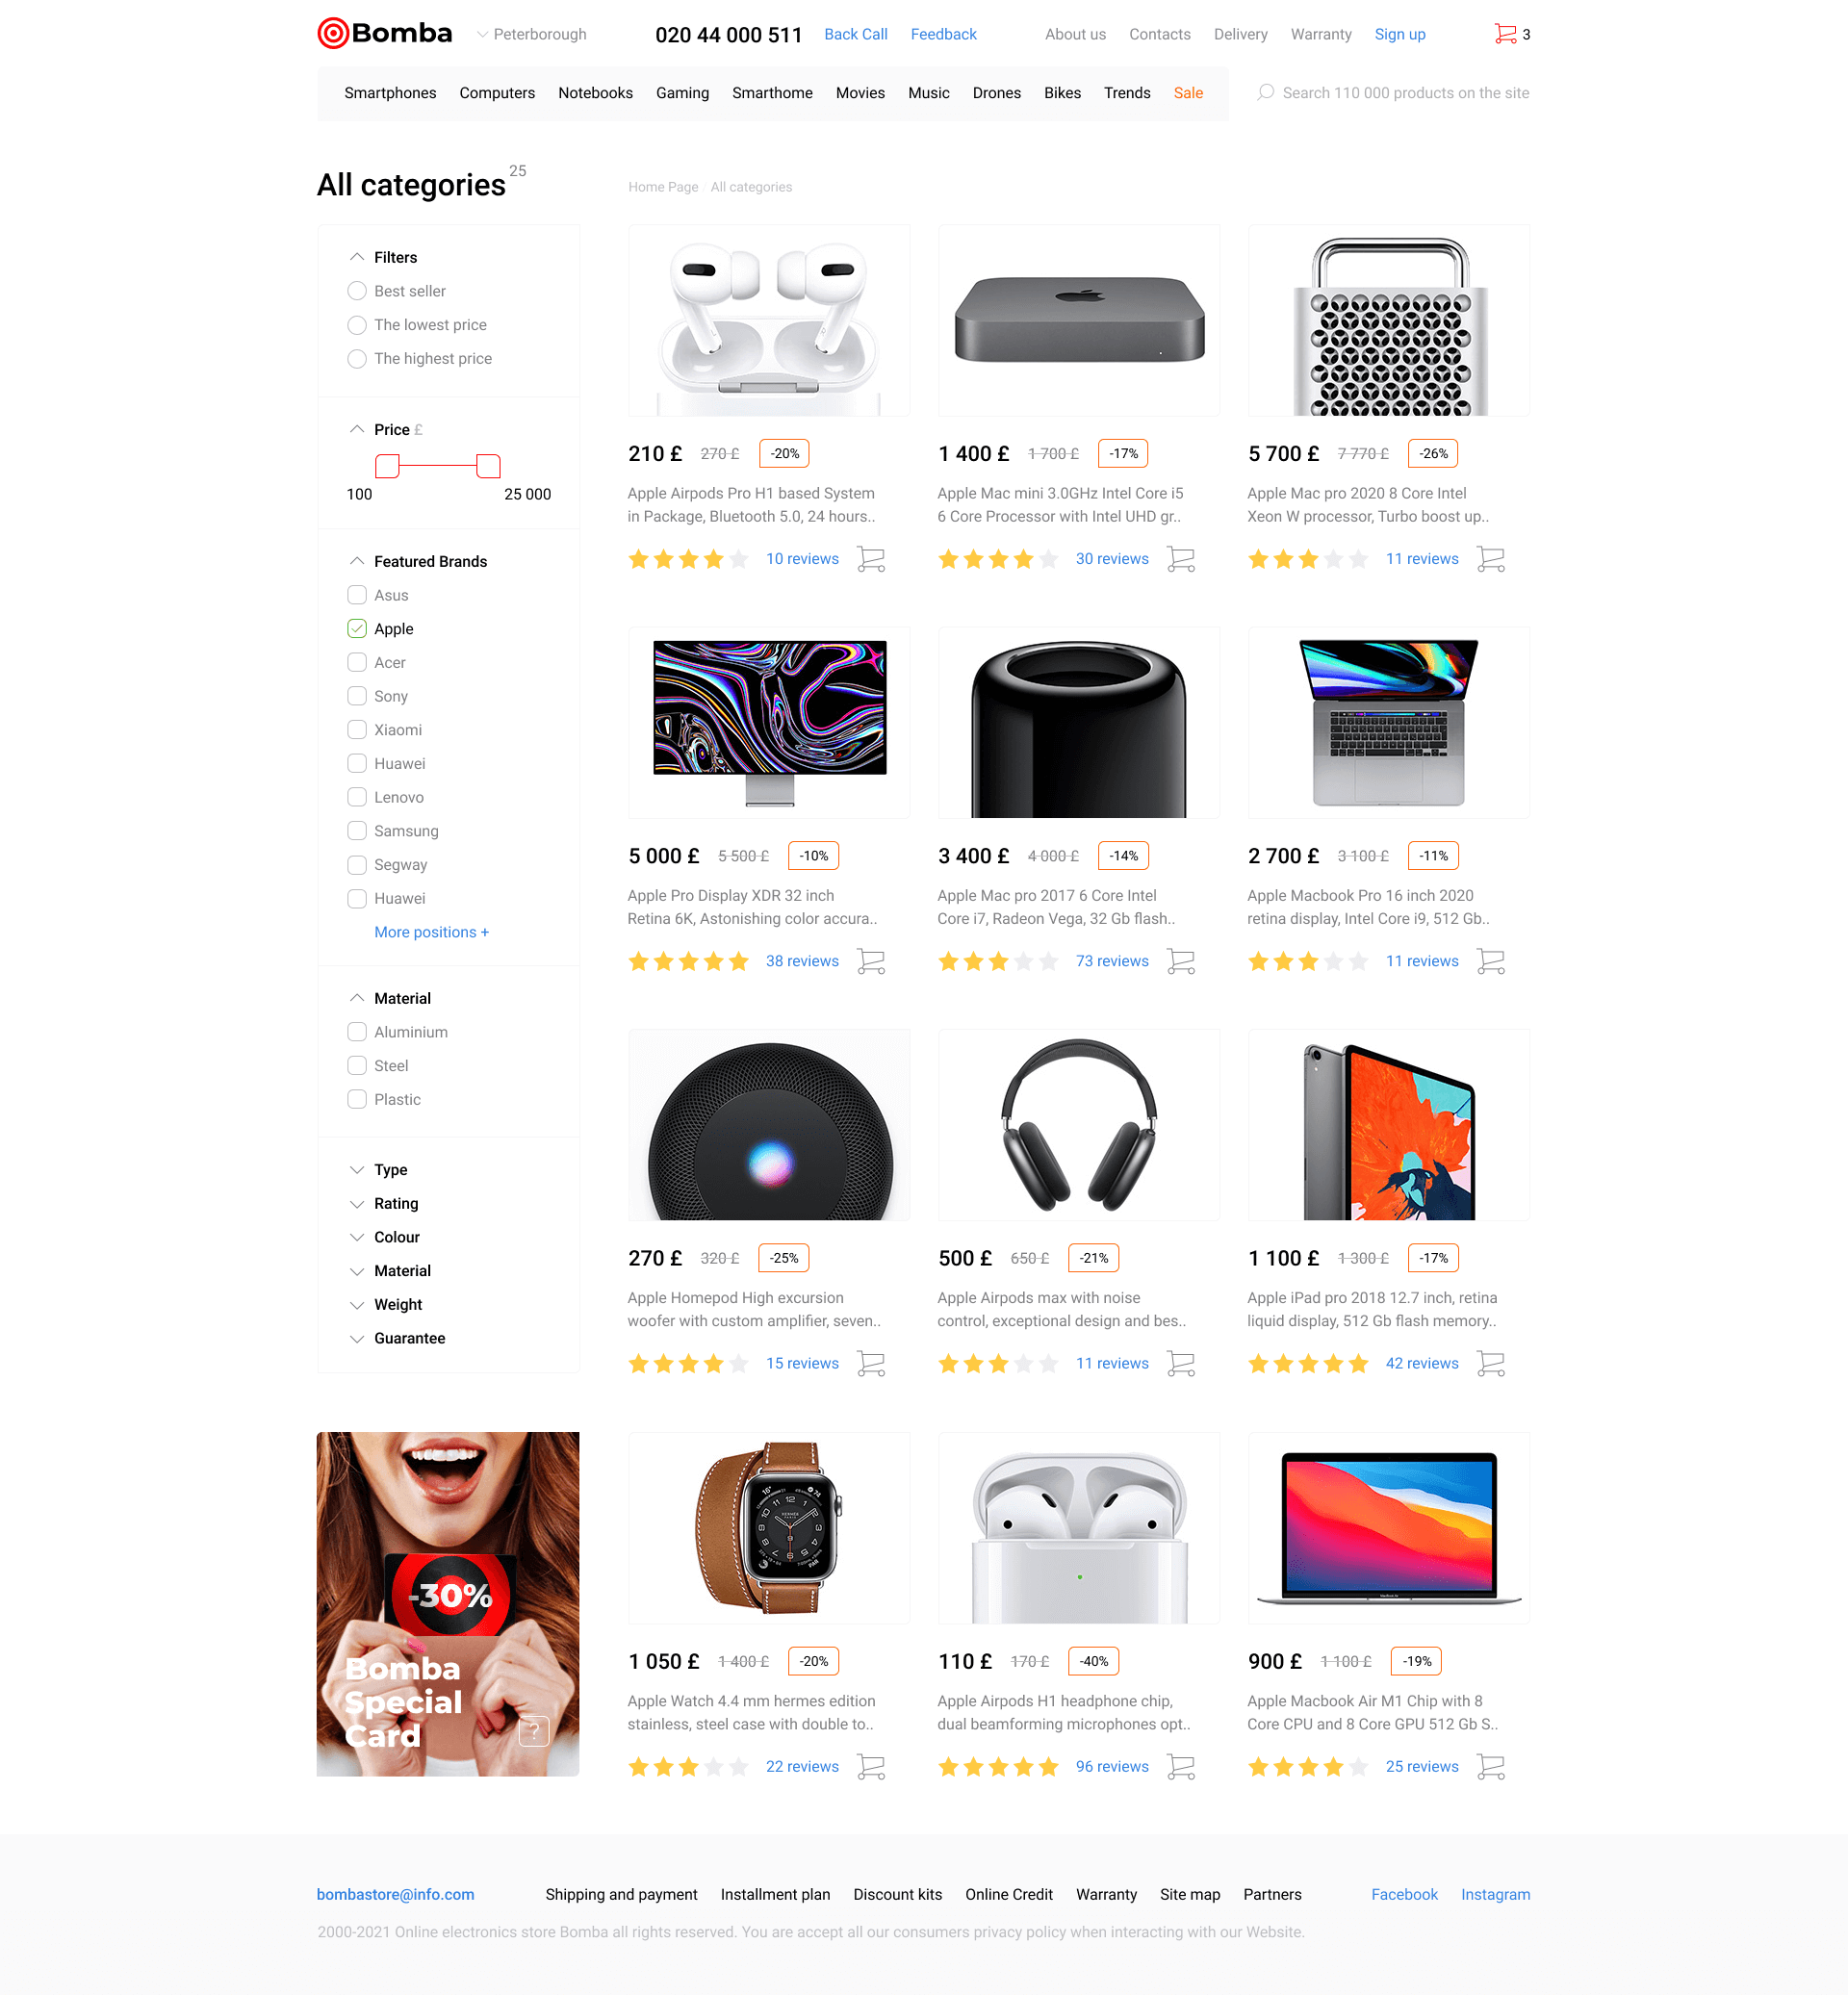 Bomba
Peterborough
020 44 000 511
Back Call
Feedback
About us
Contacts
Delivery
Warranty
Sign up
3
Smartphones
Computers
Notebooks
Gaming
Smarthome
Movies
Music
Drones
Bikes
Trends
Sale
Search 110 000 products on the site
All categories 25
Home Page
All categories
Filters
Best seller
The lowest price
The highest price
Price £
100
25 000
Featured Brands
Asus
Apple
Acer
Sony
Xiaomi
Huawei
Lenovo
Samsung
Segway
Huawei
More positions +
Material
Aluminium
Steel
Plastic
Type
Rating
Colour
Material
Weight
Guarantee
-30%
Bomba
Special
Card
?
210 £ 270 £ -20%
Apple Airpods Pro H1 based System
in Package, Bluetooth 5.0, 24 hours..
10 reviews
1 400 £ 1 700 £ -17%
Apple Mac mini 3.0GHz Intel Core i5
6 Core Processor with Intel UHD gr..
30 reviews
5 700 £ 7 770 £ -26%
Apple Mac pro 2020 8 Core Intel
Xeon W processor, Turbo boost up..
11 reviews
5 000 £ 5 500 £ -10%
Apple Pro Display XDR 32 inch
Retina 6K, Astonishing color accura..
38 reviews
3 400 £ 4 000 £ -14%
Apple Mac pro 2017 6 Core Intel
Core i7, Radeon Vega, 32 Gb flash..
73 reviews
2 700 £ 3 100 £ -11%
Apple Macbook Pro 16 inch 2020
retina display, Intel Core i9, 512 Gb..
11 reviews
270 £ 320 £ -25%
Apple Homepod High excursion
woofer with custom amplifier, seven..
15 reviews
500 £ 650 £ -21%
Apple Airpods max with noise
control, exceptional design and bes..
11 reviews
1 100 £ 1 300 £ -17%
Apple iPad pro 2018 12.7 inch, retina
liquid display, 512 Gb flash memory..
42 reviews
1 050 £ 1 400 £ -20%
Apple Watch 4.4 mm hermes edition
stainless, steel case with double to..
22 reviews
110 £ 170 £ -40%
Apple Airpods H1 headphone chip,
dual beamforming microphones opt..
96 reviews
900 £ 1 100 £ -19%
Apple Macbook Air M1 Chip with 8
Core CPU and 8 Core GPU 512 Gb S..
25 reviews
bombastore@info.com
Shipping and payment
Installment plan
Discount kits
Online Credit
Warranty
Site map
Partners
Facebook
Instagram
2000-2021 Online electronics store Bomba all rights reserved. You are accept all our consumers privacy policy when interacting with our Website.